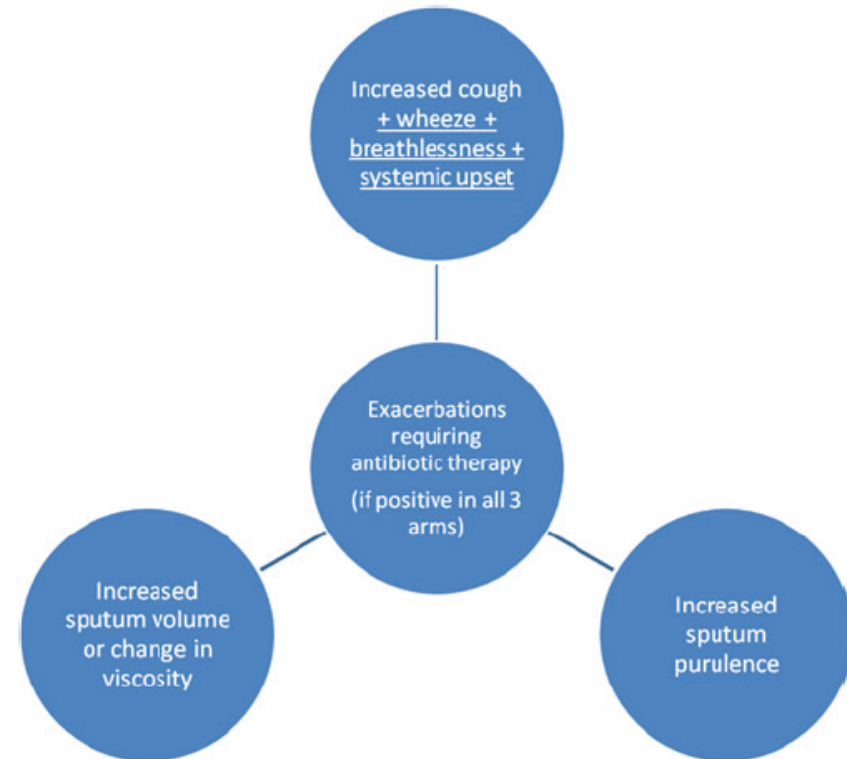 Increased cough
+ wheeze +
breathlessness +
systemic upset
Exacerbations
requiring
antibiotic therapy
(if positive in all 3
arms)
Increased
sputum volume
or change in
viscosity
Increased
sputum
purulence